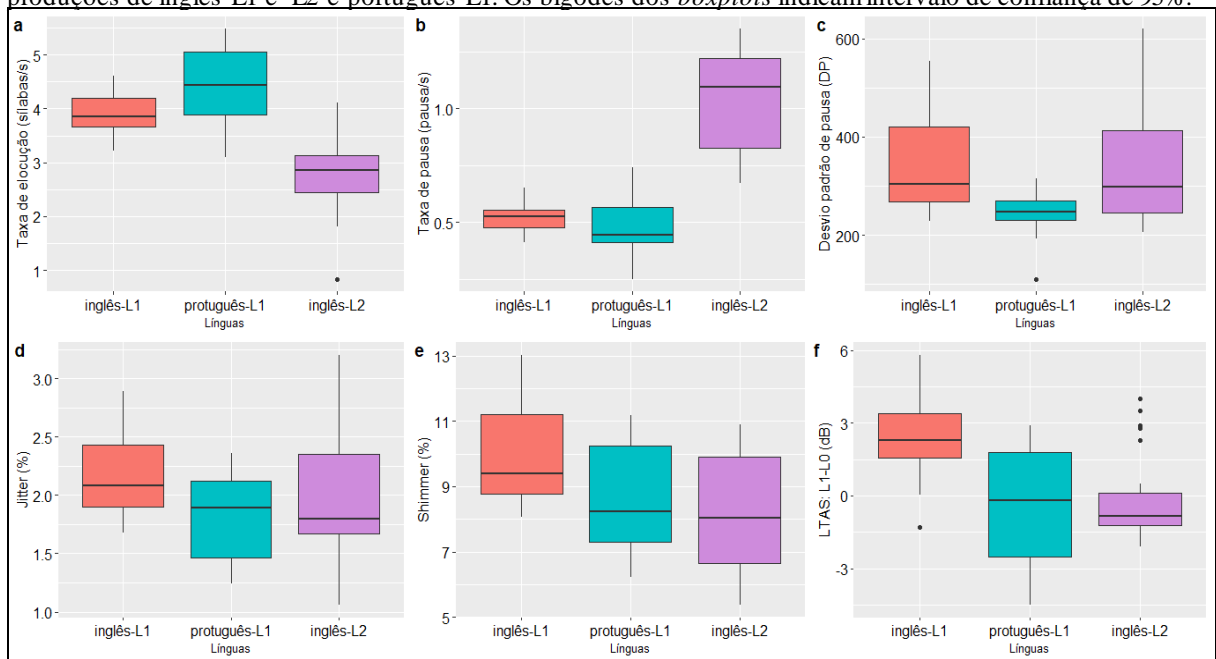 produções de inglês-L1 e -L2 e português-L1. Os bigodes dos boxplots indicam intervalo de confiança de 95%.
a
Taxa de elocução (sílabas/s)
5
4
3
2
1
inglês-L1 protuguês-L1 inglês-L2
Línguas
b
Taxa de pausa (pausa/s)
1.0
0.5
inglês-L1 protuguês-L1 inglês-L2
Línguas
c
Desvio padrão de pausa (DP)
600
400
200
inglês-L1 protuguês-L1 inglês-L2
Línguas
d
Jitter (%)
3.0
2.5
2.0
1.5
1.0
inglês-L1 protuguês-L1 inglês-L2
Línguas
e
Shimmer (%)
13
11
9
7
5
inglês-L1 protuguês-L1 inglês-L2
Línguas
f
LTAS: L1-L0 (dB)
6
3
0
-3
inglês-L1 protuguês-L1 inglês-L2
Línguas